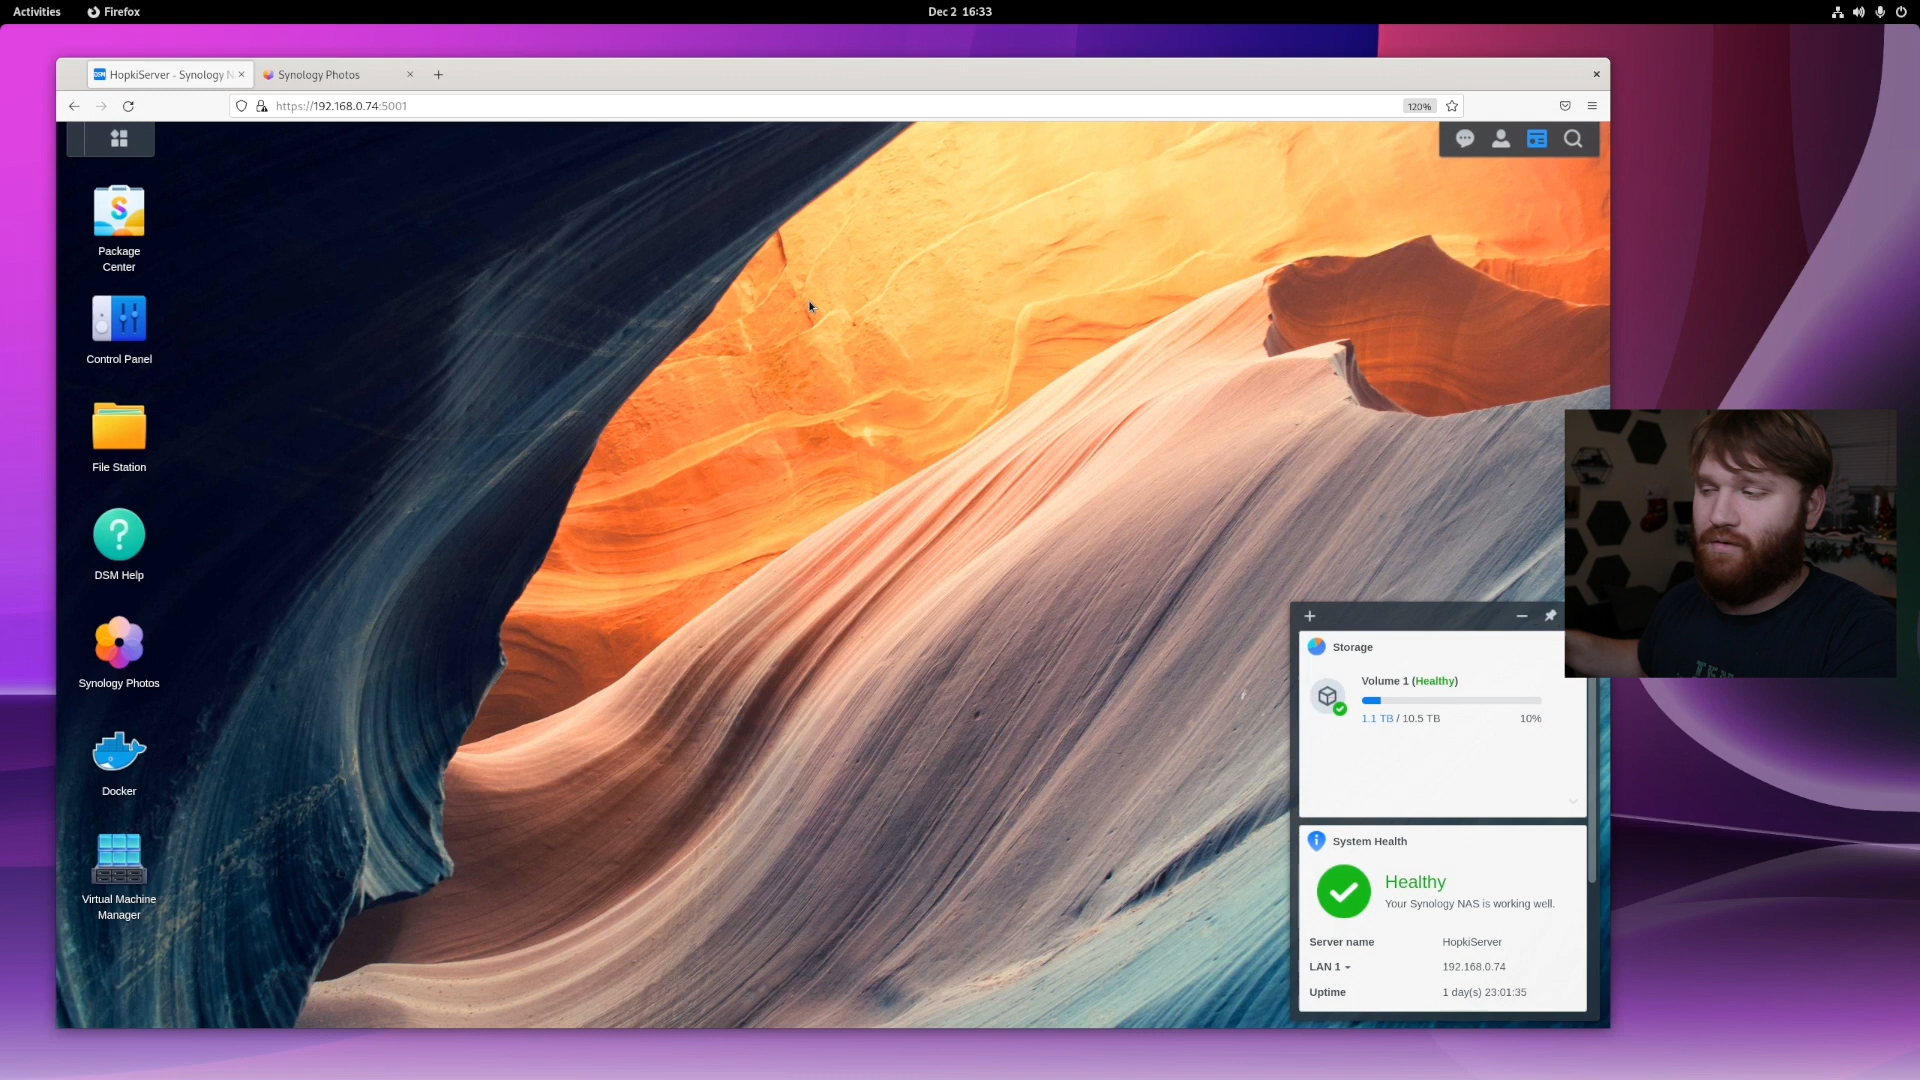 Activities
Firefox
Dec 2 16:33
HopkiServer - Synology N
Synology Photos
https://192.168.0.74:5001
120%
Package
Center
Control Panel
File Station
DSM Help
Synology Photos
Docker
Virtual Machine
Manager
Storage
Volume 1 (Healthy)
1.1 TB / 10.5 TB
10%
System Health
Healthy
Your Synology NAS is working well.
Server name
HopkiServer
LAN 1
192.168.0.74
Uptime
1 day(s) 23:01:35